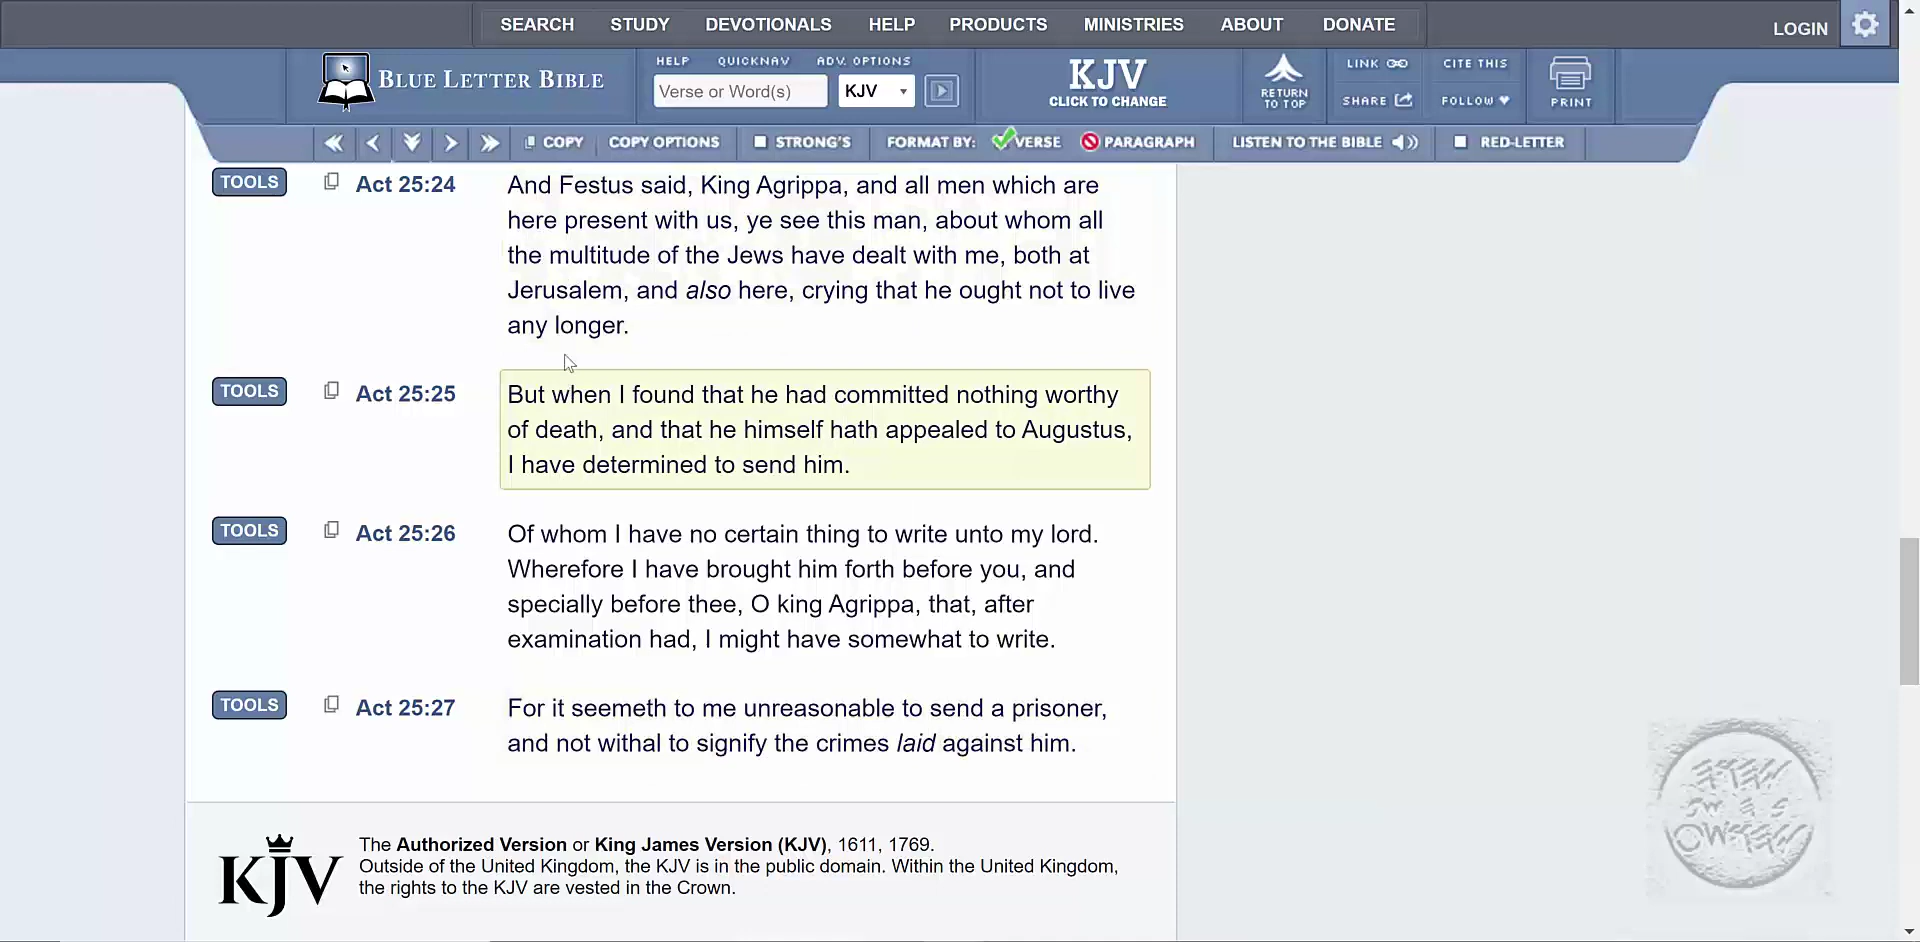 SEARCH STUDY DEVOTIONALS HELP PRODUCTS MINISTRIES ABOUT DONATE
LOGIN
BLUE LETTER BIBLE
HELP QUICKNAV ADV. OPTIONS
Verse or Word(s) KJV
KJV
CLICK TO CHANGE
RETURN
TO TOP
LINK CITE THIS
SHARE FOLLOW
PRINT
COPY COPY OPTIONS STRONG'S FORMAT BY: VERSE PARAGRAPH LISTEN TO THE BIBLE RED-LETTER
TOOLS Act 25:24 And Festus said, King Agrippa, and all men which are
here present with us, ye see this man, about whom all
the multitude of the Jews have dealt with me, both at
Jerusalem, and also here, crying that he ought not to live
any longer.
TOOLS Act 25:25 But when I found that he had committed nothing worthy
of death, and that he himself hath appealed to Augustus,
I have determined to send him.
TOOLS Act 25:26 Of whom I have no certain thing to write unto my lord.
Wherefore I have brought him forth before you, and
specially before thee, O king Agrippa, that, after
examination had, I might have somewhat to write.
TOOLS Act 25:27 For it seemeth to me unreasonable to send a prisoner,
and not withal to signify the crimes laid against him.
KJV
The Authorized Version or King James Version (KJV), 1611, 1769.
Outside of the United Kingdom, the KJV is in the public domain. Within the United Kingdom,
the rights to the KJV are vested in the Crown.